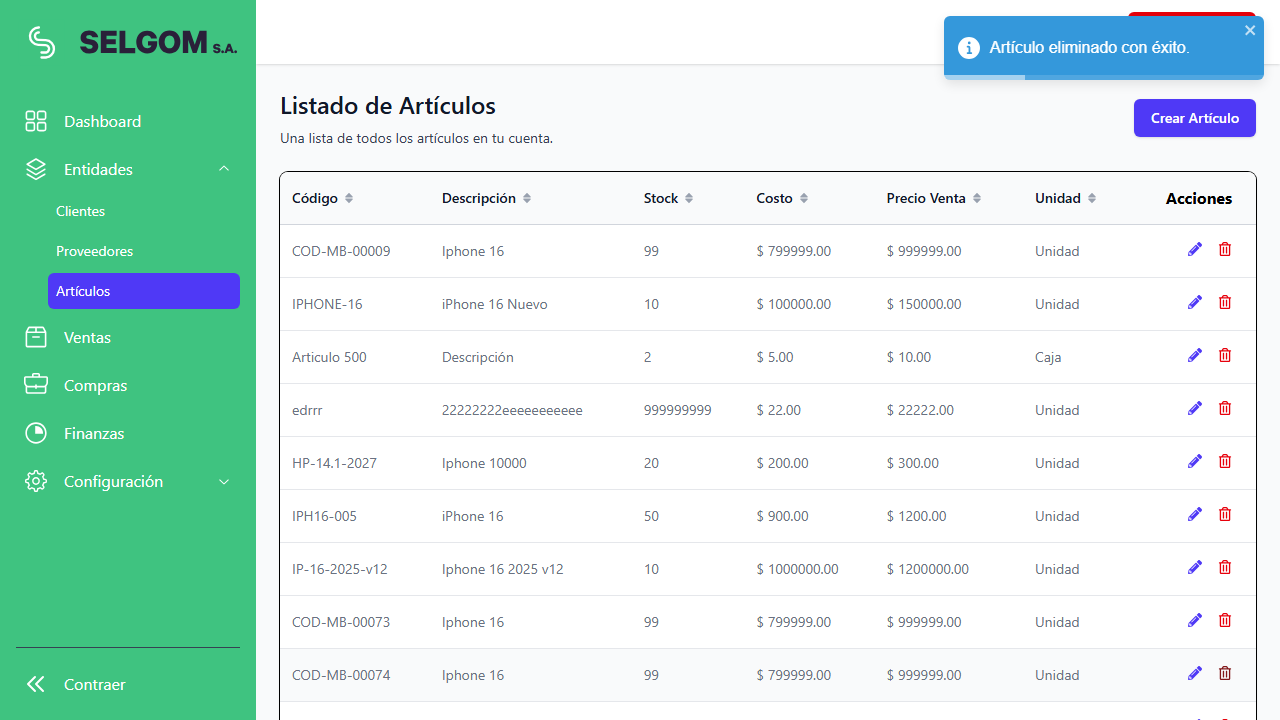 SELGOM S.A.
Artículo eliminado con éxito.
Dashboard
Entidades
Clientes
Proveedores
Artículos
Ventas
Compras
Finanzas
Configuración
Contraer
Listado de Artículos
Una lista de todos los artículos en tu cuenta.
Crear Artículo
Código Descripción Stock Costo Precio Venta Unidad Acciones
COD-MB-00009 Iphone 16 99 $ 799999.00 $ 999999.00 Unidad
IPHONE-16 iPhone 16 Nuevo 10 $ 100000.00 $ 150000.00 Unidad
Articulo 500 Descripción 2 $ 5.00 $ 10.00 Caja
edrrr 22222222eeeeeeeeeee 999999999 $ 22.00 $ 22222.00 Unidad
HP-14.1-2027 Iphone 10000 20 $ 200.00 $ 300.00 Unidad
IPH16-005 iPhone 16 50 $ 900.00 $ 1200.00 Unidad
IP-16-2025-v12 Iphone 16 2025 v12 10 $ 1000000.00 $ 1200000.00 Unidad
COD-MB-00073 Iphone 16 99 $ 799999.00 $ 999999.00 Unidad
COD-MB-00074 Iphone 16 99 $ 799999.00 $ 999999.00 Unidad